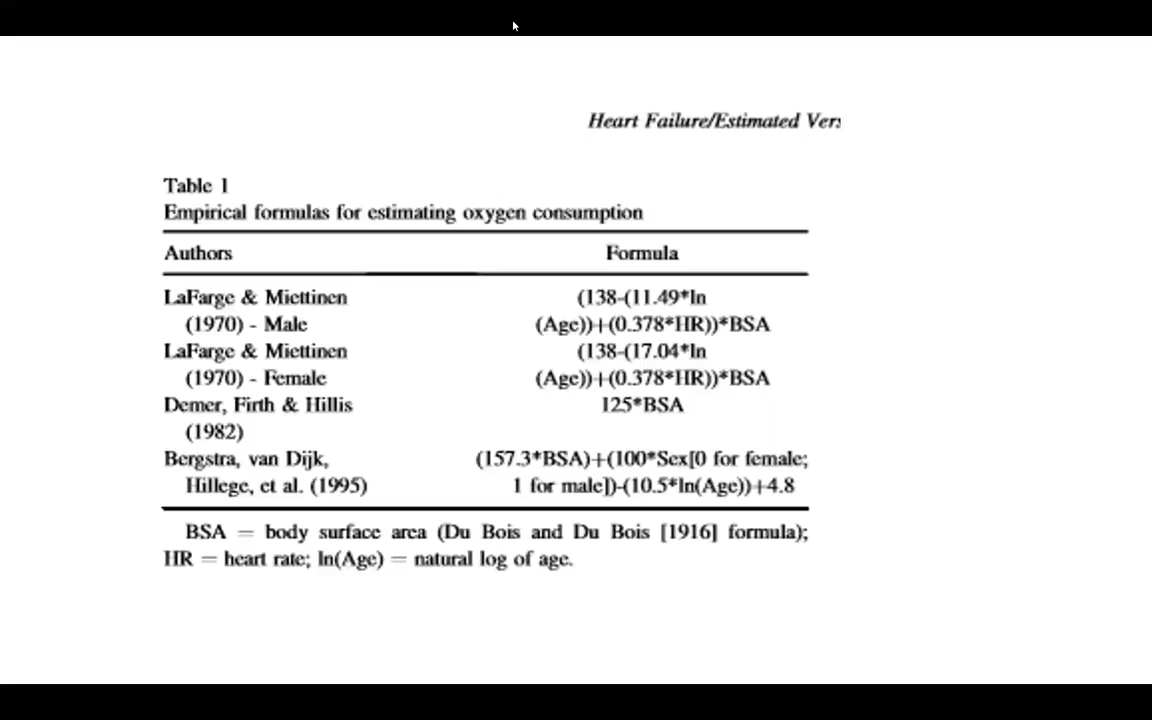 Heart Failure/Estimated
Table 1
Empirical formulas for estimating oxygen consumption
Authors Formula
LaFarge & Miettinen (138-(11.49*ln
(1970) - Male (Age))+(0.378*HR))*BSA
LaFarge & Miettinen (138-(17.04*ln
(1970) - Female (Age))+(0.378*HR))*BSA
Demer, Firth & Hillis 125*BSA
(1982)
Bergstra, van Dijk, (157.3*BSA)+(100*Sex[0 for female;
Hillege, et al. (1995) 1 for male])-(10.5*ln(Age))+4.8
BSA = body surface area (Du Bois and Du Bois [1916] formula);
HR = heart rate; ln(Age) = natural log of age.